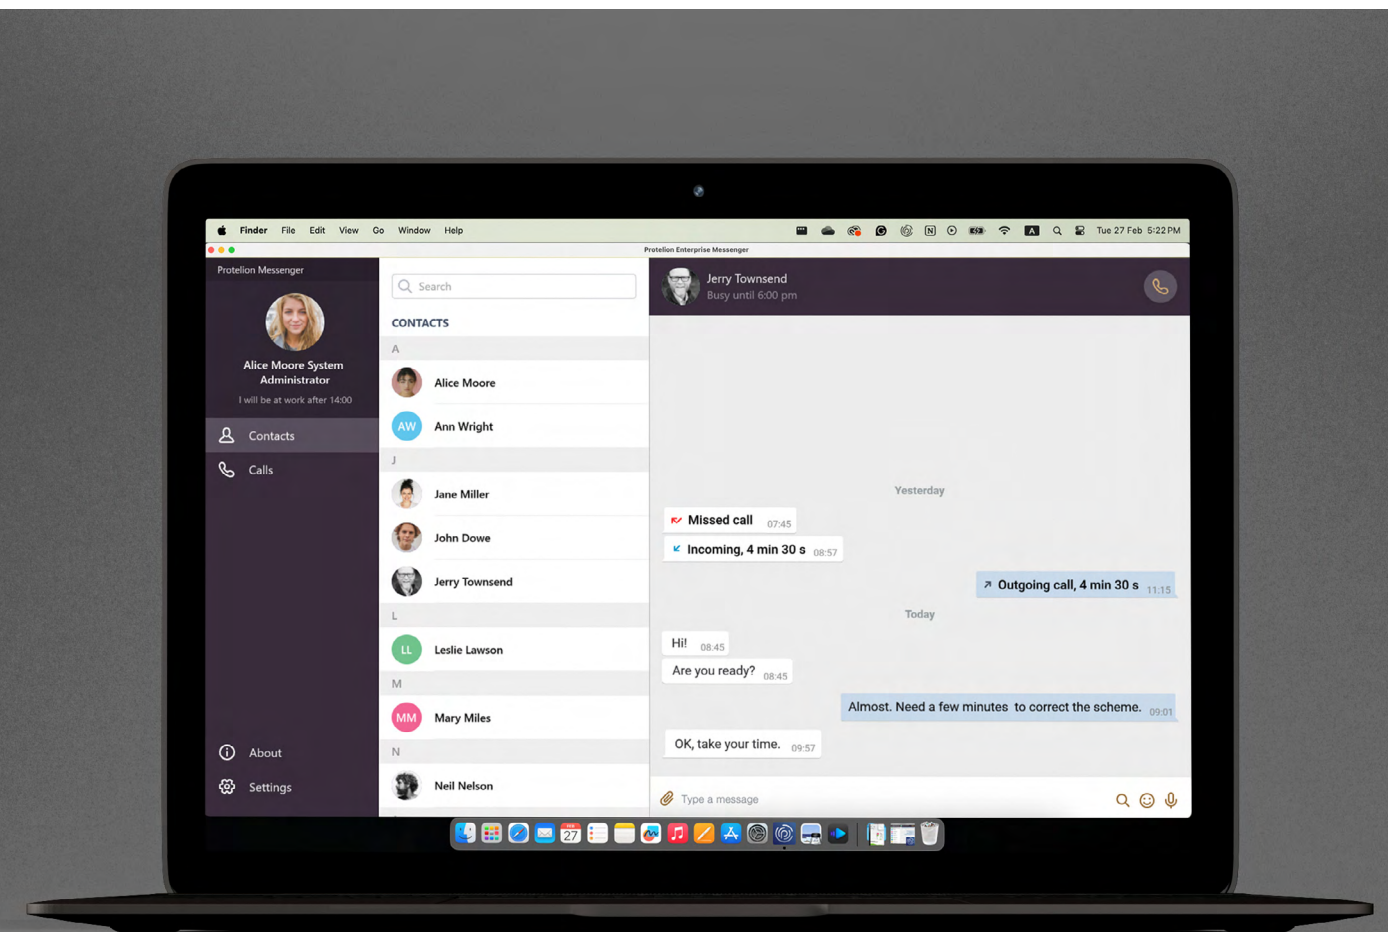 Finder File Edit View Go Window Help
A
Tue 27 Feb 5:22 PM
Protelion Enterprise Messenger
Protelion Messenger
Alice Moore System
Administrator
I will be at work after 14:00
Contacts
Calls
About
Settings
Search
CONTACTS
A
Alice Moore
AW
Ann Wright
J
Jane Miller
John Dowe
Jerry Townsend
L
LL
Leslie Lawson
M
MM
Mary Miles
N
Neil Nelson
Jerry Townsend
Busy until 6:00 pm
Yesterday
Missed call 07:45
Incoming, 4 min 30 s 08:57
Outgoing call, 4 min 30 s 11:15
Today
Hi! 08:45
Are you ready? 08:45
Almost. Need a few minutes to correct the scheme. 09:01
OK, take your time. 09:57
Type a message
27